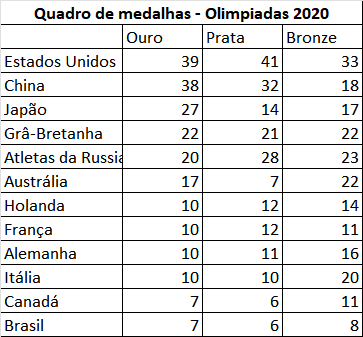 Quadro de medalhas - Olimpiadas 2020
Ouro Prata Bronze
Estados Unidos 39 41 33
China 38 32 18
Japão 27 14 17
Grâ-Bretanha 22 21 22
Atletas da Russia 20 28 23
Austrália 17 7 22
Holanda 10 12 14
França 10 12 11
Alemanha 10 11 16
Itália 10 10 20
Canadá 7 6 11
Brasil 7 6 8